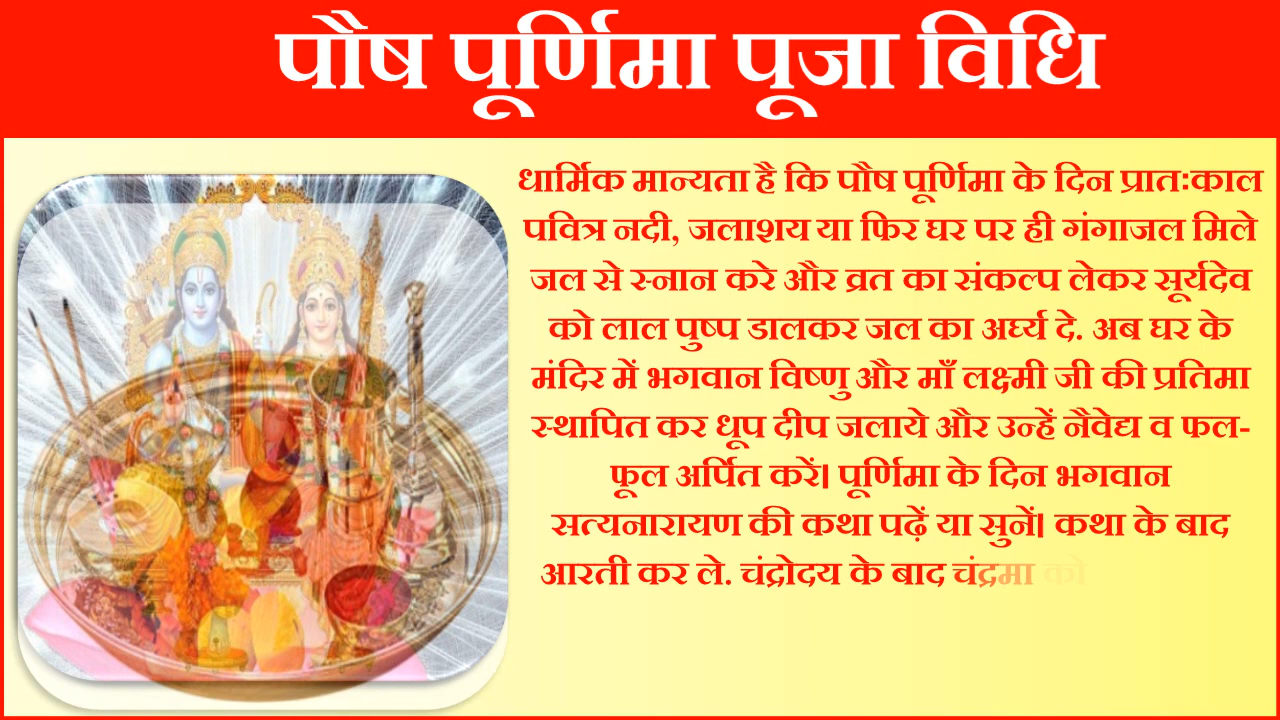 पौष पूर्णिमा पूजा विधि
धार्मिक मान्यता है कि पौष पूर्णिमा के दिन प्रातःकाल
पवित्र नदी, जलाशय या फिर घर पर ही गंगाजल मिले
जल से स्नान करे और व्रत का संकल्प लेकर सूर्यदेव
को लाल पुष्प डालकर जल का अर्घ्य दे. अब घर के
मंदिर में भगवान विष्णु और माँ लक्ष्मी जी की प्रतिमा
स्थापित कर धूप दीप जलाये और उन्हें नैवेद्य व फल-
फूल अर्पित करें। पूर्णिमा के दिन भगवान
सत्यनारायण की कथा पढ़ें या सुनें। कथा के बाद
आरती कर ले. चंद्रोदय के बाद चंद्रमा को